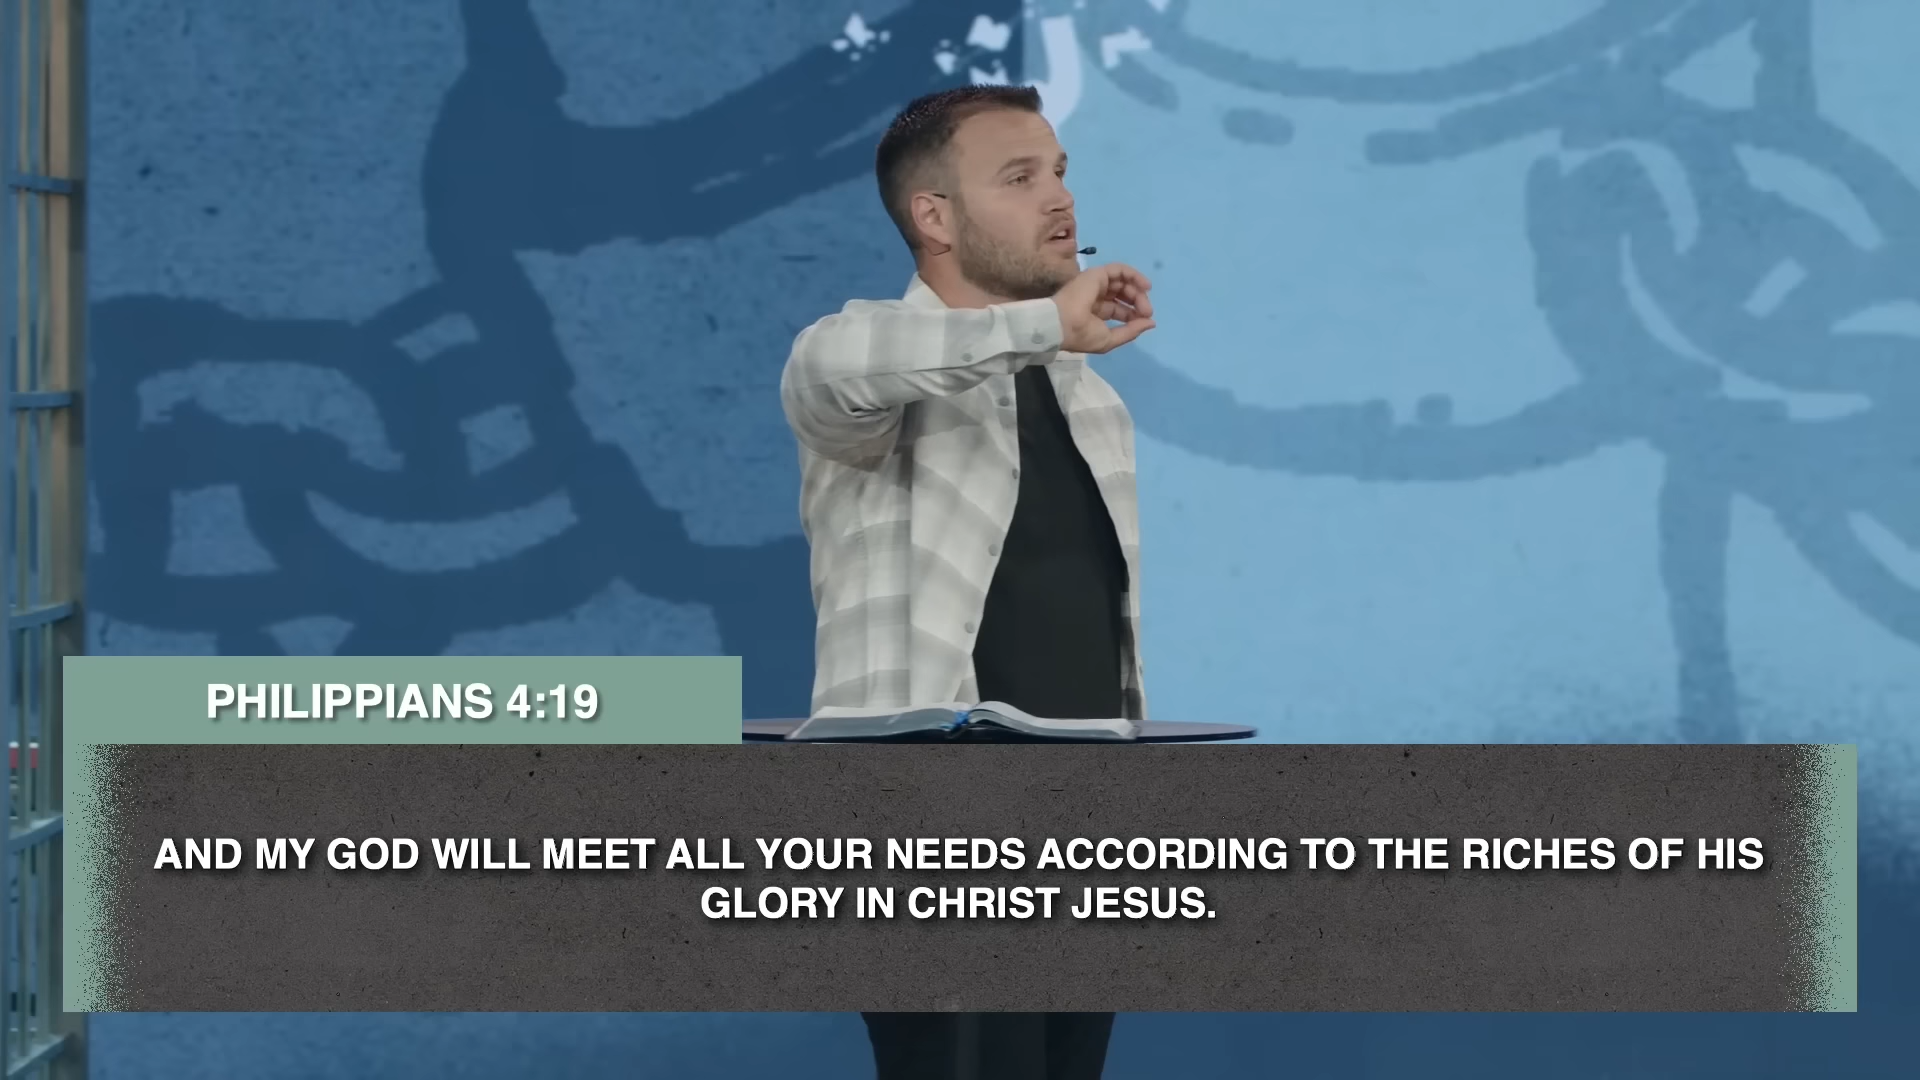 PHILIPPIANS 4:19
AND MY GOD WILL MEET ALL YOUR NEEDS ACCORDING TO THE RICHES OF HIS
GLORY IN CHRIST JESUS.